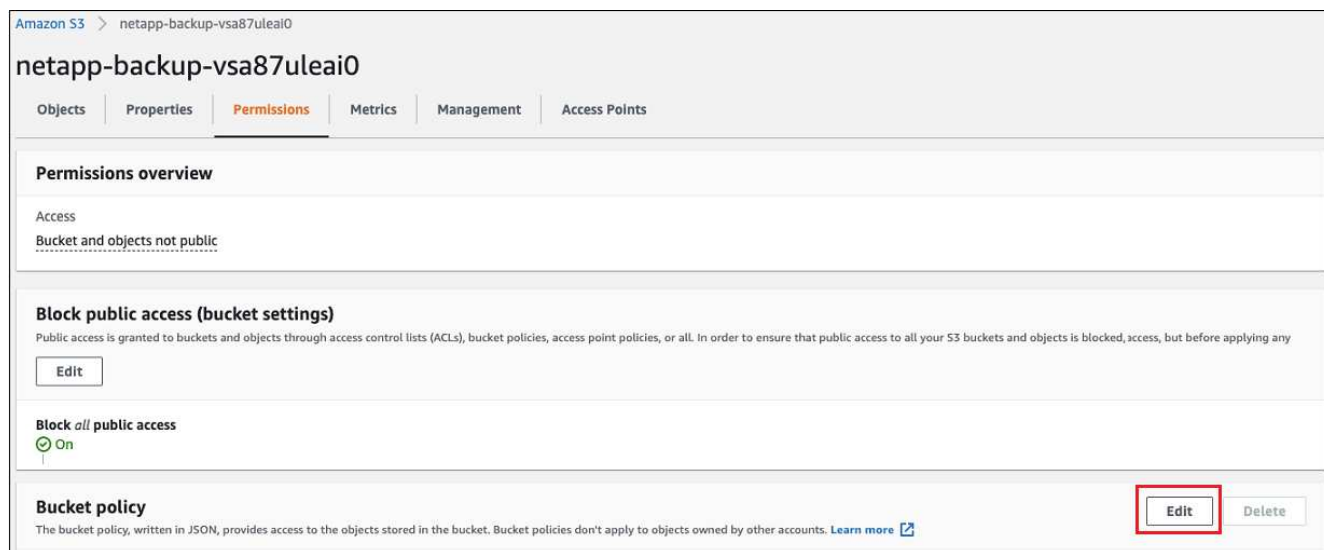 Amazon S3 > netapp-backup-vsa87uleai0
netapp-backup-vsa87uleai0
Objects Properties Permissions Metrics Management Access Points
Permissions overview
Access
Bucket and objects not public
Block public access (bucket settings)
Public access is granted to buckets and objects through access control lists (ACLs), bucket policies, access point policies, or all. In order to ensure that public access to all your S3 buckets and objects is blocked, access, but before applying any
Edit
Block all public access
On
Bucket policy
Edit Delete
The bucket policy, written in JSON, provides access to the objects stored in the bucket. Bucket policies don't apply to objects owned by other accounts. Learn more